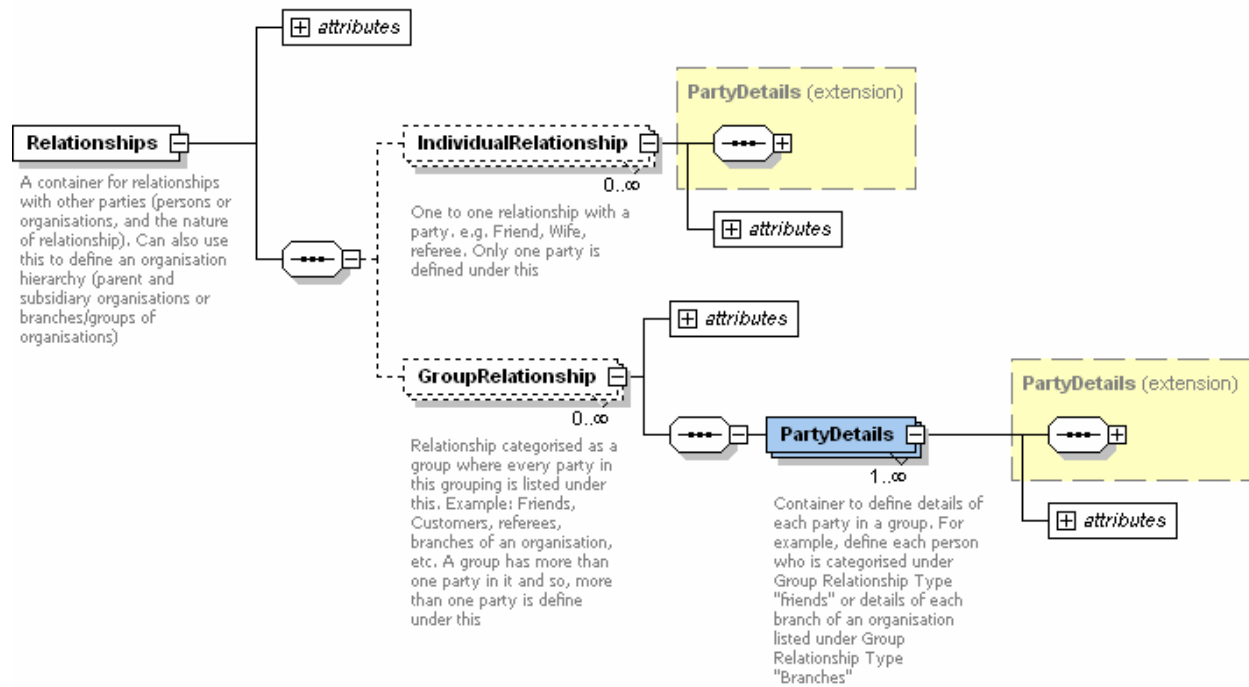 attributes
PartyDetails (extension)
Relationships
IndividualRelationship
0..∞
A container for relationships
with other parties (persons or
organisations, and the nature
of relationship). Can also use
this to define an organisation
hierarchy (parent and
subsidiary organisations or
branches/groups of
organisations)
One to one relationship with a
party. e.g. Friend, Wife,
referee. Only one party is
defined under this
attributes
attributes
GroupRelationship
0..∞
Relationship categorised as a
group where every party in
this grouping is listed under
this. Example: Friends,
Customers, referees,
branches of an organisation,
etc. A group has more than
one party in it and so, more
than one party is define
under this
PartyDetails
1..∞
Container to define details of
each party in a group. For
example, define each person
who is categorised under
Group Relationship Type
"friends" or details of each
branch of an organisation
listed under Group
Relationship Type
"Branches"
PartyDetails (extension)
attributes